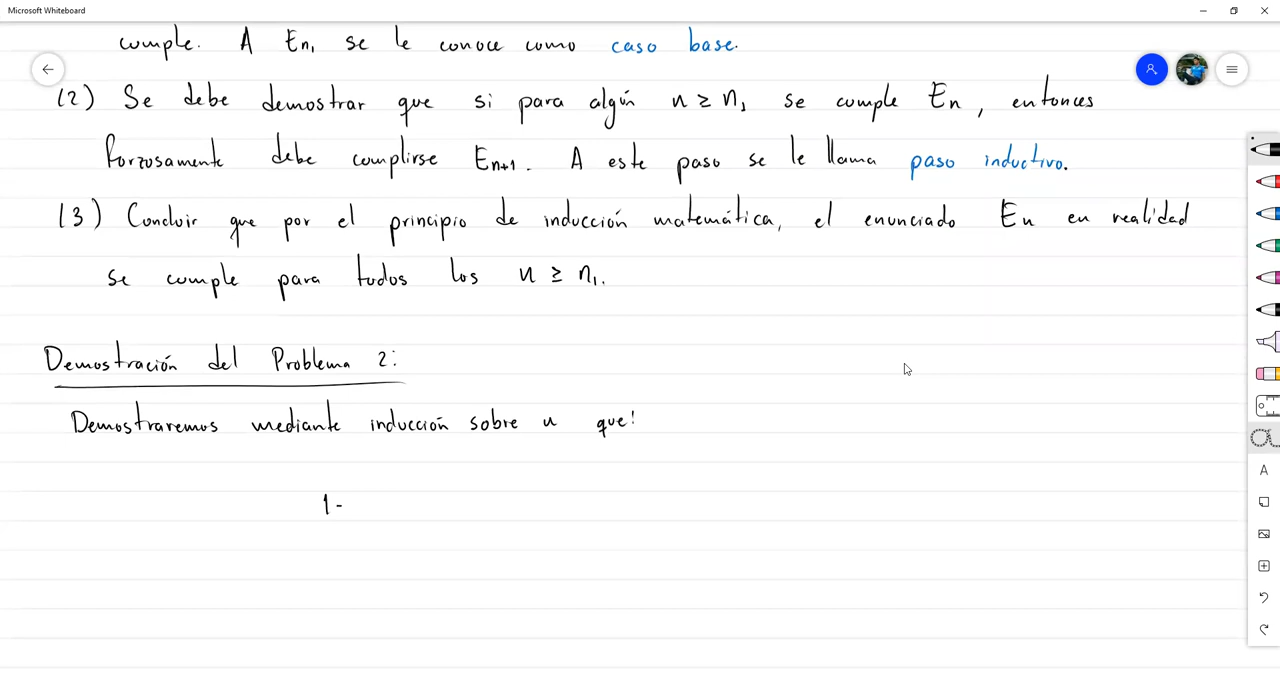 Microsoft Whiteboard
cumple. A En₁ se le conoce como caso base.
(2) Se debe demostrar que si para algún n ≥ n₁ se cumple En, entonces
forzosamente debe cumplirse En+1. A este paso se le llama paso inductivo.
(3) Concluir que por el principio de inducción matemática, el enunciado En en realidad
se cumple para todos los n ≥ n₁.
Demostración del Problema 2:
Demostraremos mediante inducción sobre n que:
1-
A